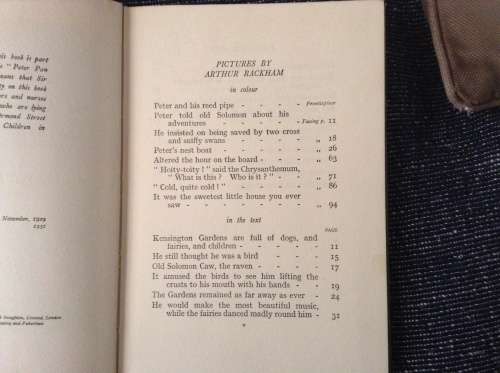 his book is part
" Peter Pan
means that Sir
y on this book
ors and nurses
who are lying
Ormond Street
Children in
November, 1929
1931
Limited, London
PICTURES BY
ARTHUR RACKHAM
in colour
Peter and his reed pipe - - - - Frontispiece
Peter told old Solomon about his
adventures - - - - - Facing p. 11
He insisted on being saved by two cross
and sniffy swans - - - - „ 18
Peter's nest boat - - - - - „ 26
Altered the hour on the board - - - „ 63
" Hoity-toity ! " said the Chrysanthemum,
" What is this ? Who is it ? " - - „ 71
" Cold, quite cold ! " - - - - „ 86
It was the sweetest little house you ever
saw - - - - - - - „ 94
in the text
PAGE
Kensington Gardens are full of dogs, and
fairies, and children - - - - 11
He still thought he was a bird - - - 15
Old Solomon Caw, the raven - - - - 17
It amused the birds to see him lifting the
crusts to his mouth with his hands - - 19
The Gardens remained as far away as ever - 24
He would make the most beautiful music,
while the fairies danced madly round him - 31